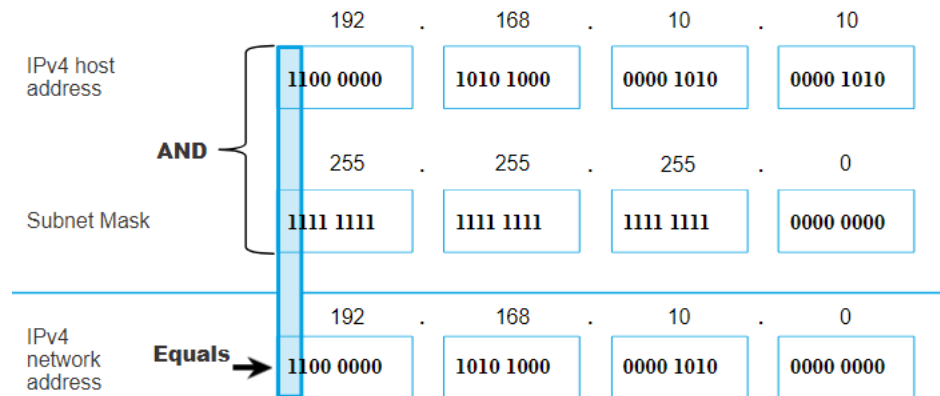 192 . 168 . 10 . 10
IPv4 host
address
1100 0000 1010 1000 0000 1010 0000 1010
AND
255 . 255 . 255 . 0
Subnet Mask
1111 1111 1111 1111 1111 1111 0000 0000
192 . 168 . 10 . 0
IPv4
network
address
Equals
1100 0000 1010 1000 0000 1010 0000 0000